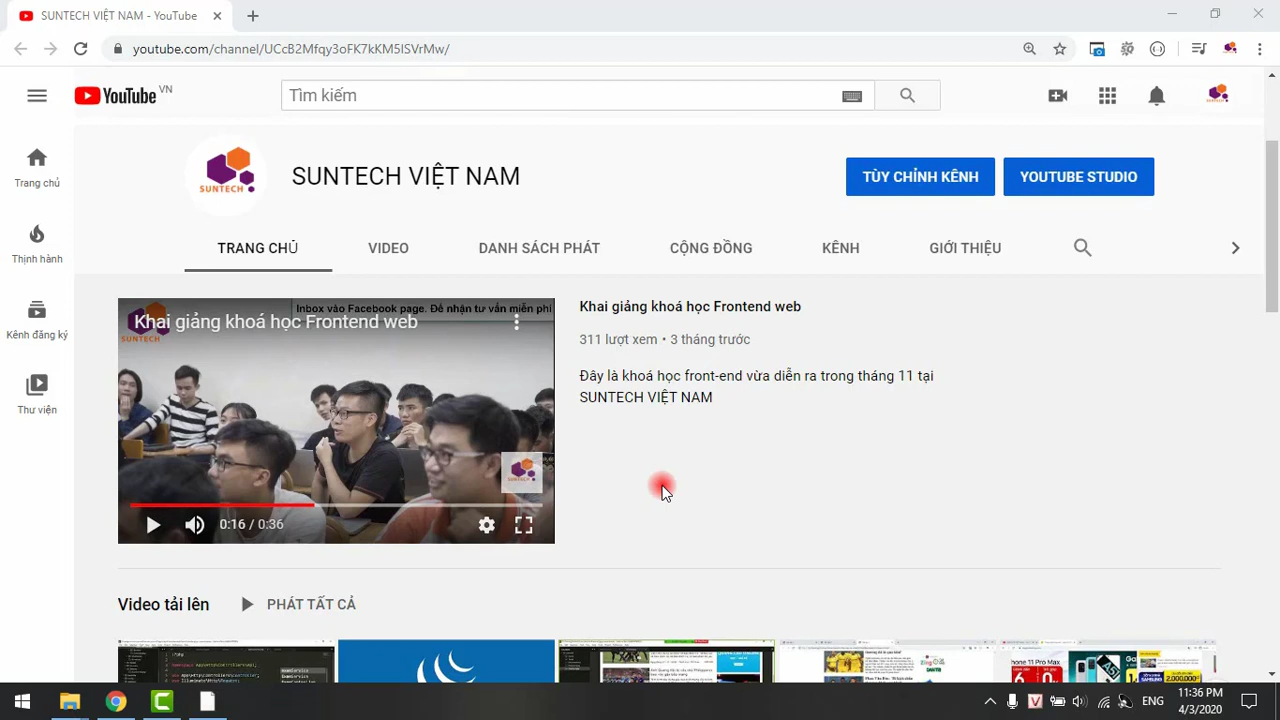 SUNTECH VIỆT NAM - YouTube
youtube.com/channel/UCcB2Mfqy3oFK7kKM5lSVrMw/
YouTube VN
Tìm kiếm
SUNTECH
SUNTECH VIỆT NAM
TÙY CHỈNH KÊNH
YOUTUBE STUDIO
Trang chủ
Thịnh hành
Kênh đăng ký
Thư viện
TRANG CHỦ
VIDEO
DANH SÁCH PHÁT
CỘNG ĐỒNG
KÊNH
GIỚI THIỆU
Inbox vào Facebook page. Để nhận tư vấn miễn phí
Khai giảng khoá học Frontend web
SUNTECH
0:16 / 0:36
Khai giảng khoá học Frontend web
311 lượt xem • 3 tháng trước
Đây là khoá học front-end vừa diễn ra trong tháng 11 tại
SUNTECH VIỆT NAM
Video tải lên
PHÁT TẤT CẢ
11 Pro Max
ENG
11:36 PM
4/3/2020